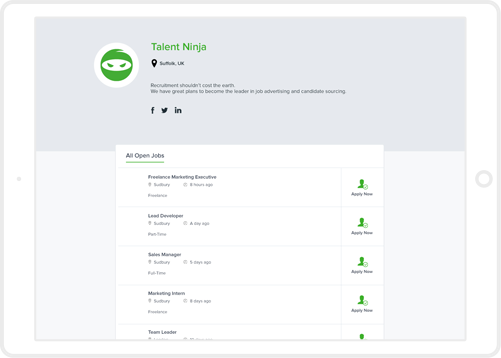 Talent Ninja
Suffolk, UK
Recruitment shouldn't cost the earth.
We have great plans to become the leader in job advertising and candidate sourcing.
All Open Jobs
Freelance Marketing Executive
Sudbury 8 hours ago
Freelance
Apply Now
Lead Developer
Sudbury A day ago
Part-Time
Apply Now
Sales Manager
Sudbury 5 days ago
Full-Time
Apply Now
Marketing Intern
Sudbury 8 days ago
Freelance
Apply Now
Team Leader